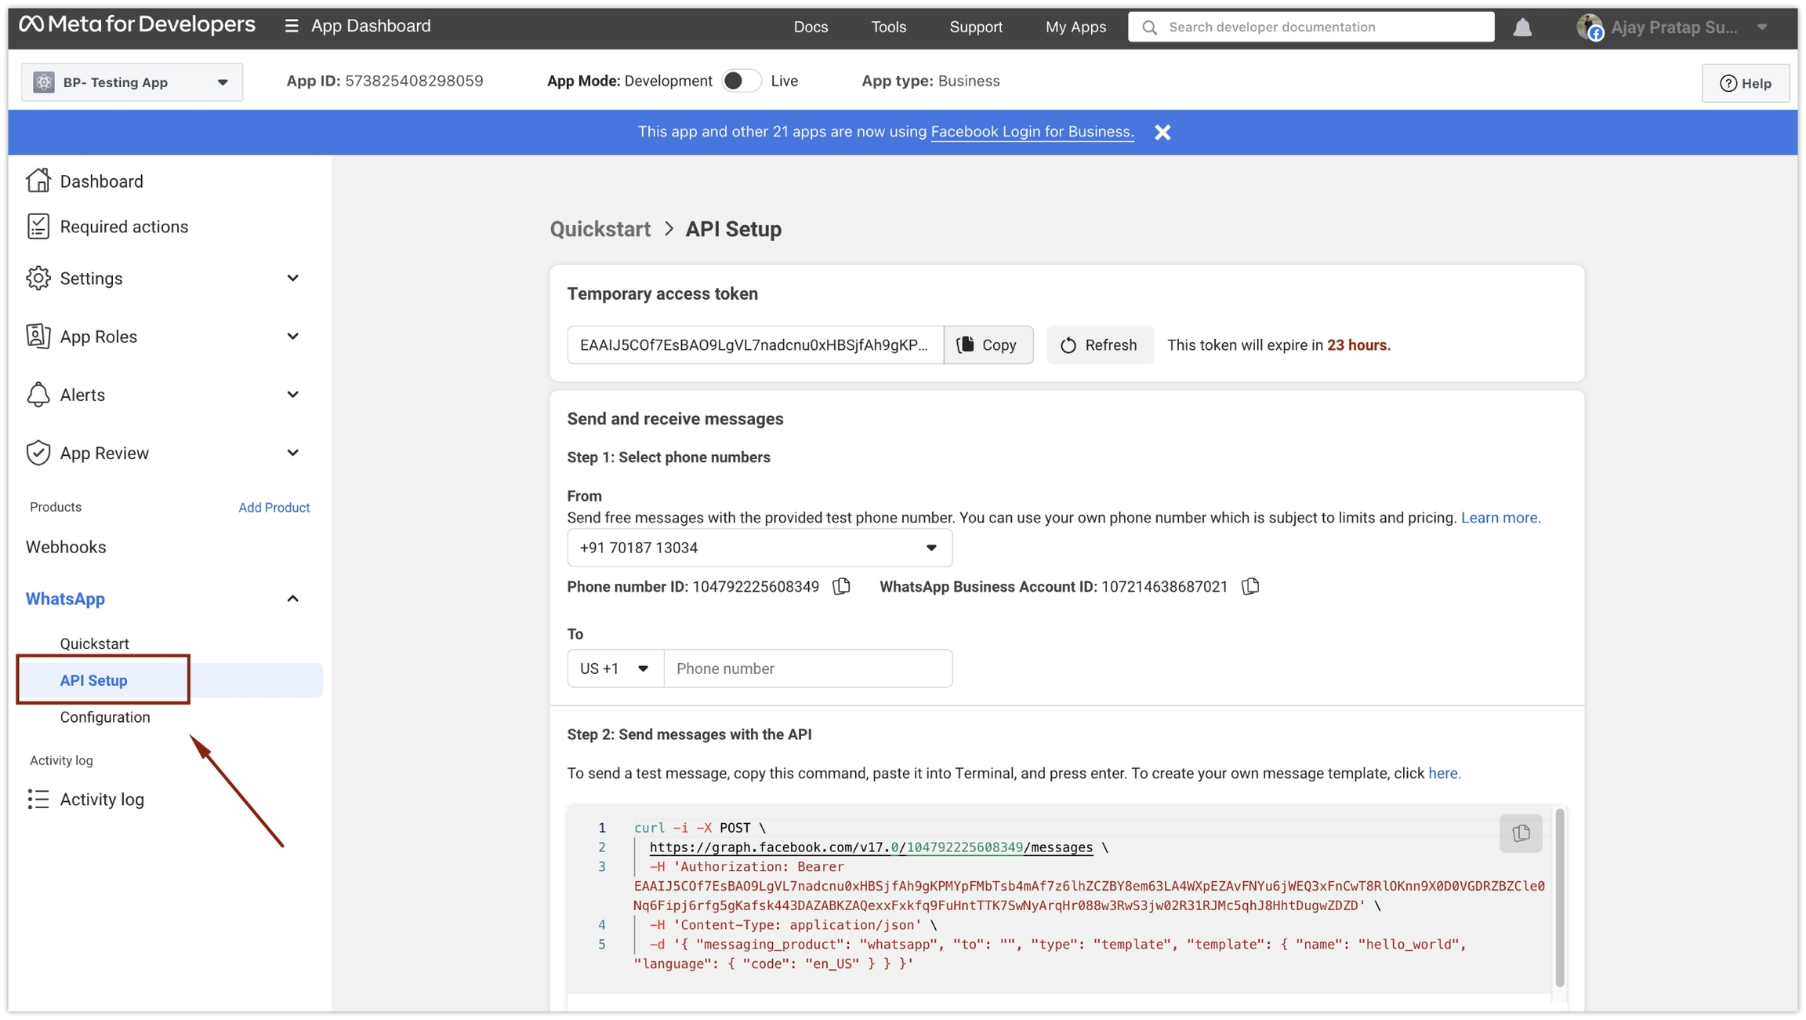 Meta for Developers
App Dashboard
Docs
Tools
Support
My Apps
Search developer documentation
Ajay Pratap Su...
BP- Testing App
App ID: 573825408298059
App Mode: Development
Live
App type: Business
Help
This app and other 21 apps are now using Facebook Login for Business.
Dashboard
Required actions
Settings
App Roles
Alerts
App Review
Products
Add Product
Webhooks
WhatsApp
Quickstart
API Setup
Configuration
Activity log
Activity log
Quickstart > API Setup
Temporary access token
EAAIJ5COf7EsBAO9LgVL7nadcnu0xHBSjfAh9gKP...
Copy
Refresh
This token will expire in 23 hours.
Send and receive messages
Step 1: Select phone numbers
From
Send free messages with the provided test phone number. You can use your own phone number which is subject to limits and pricing. Learn more.
+91 70187 13034
Phone number ID: 104792225608349
WhatsApp Business Account ID: 107214638687021
To
US +1
Phone number
Step 2: Send messages with the API
To send a test message, copy this command, paste it into Terminal, and press enter. To create your own message template, click here.
1 curl -i -X POST \
2 https://graph.facebook.com/v17.0/104792225608349/messages \
3 -H 'Authorization: Bearer
EAAIJ5COf7EsBAO9LgVL7nadcnu0xHBSjfAh9gKPMYpFMbTsb4mAf7z6lhZCZBY8em63LA4WXpEZAvFNYu6jWEQ3xFnCwT8RlOKnn9X0D0VGDRZBZCle0
Nq6Fipj6rfg5gKafsk443DAZABKZAQexxFxkfq9FuHntTTK7SwNyArqHr088w3RwS3jw02R31RJMc5qhJ8HhtDugwZDZD' \
4 -H 'Content-Type: application/json' \
5 -d '{ "messaging_product": "whatsapp", "to": "", "type": "template", "template": { "name": "hello_world",
"language": { "code": "en_US" } } }'